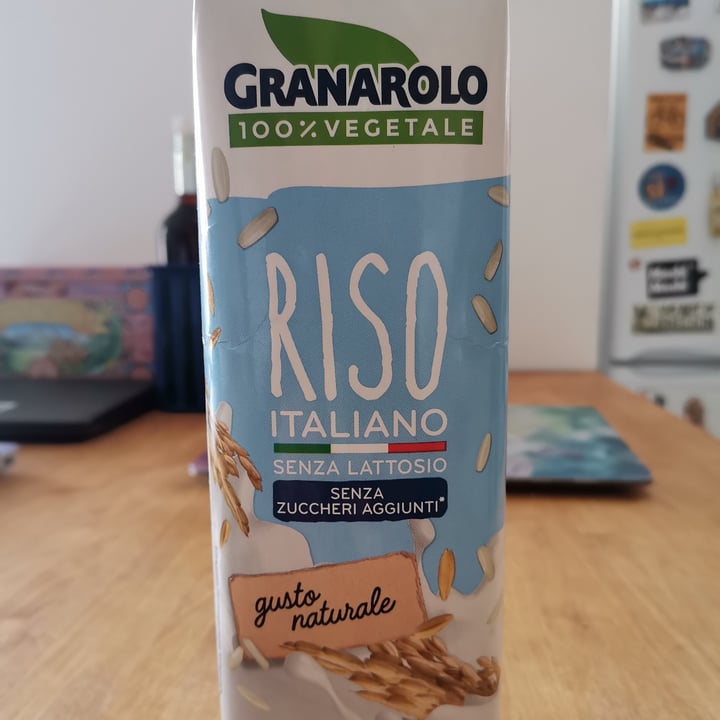 GRANAROLO
100% VEGETALE
RISO
ITALIANO
SENZA LATTOSIO
SENZA
ZUCCHERI AGGIUNTI*
gusto
naturale